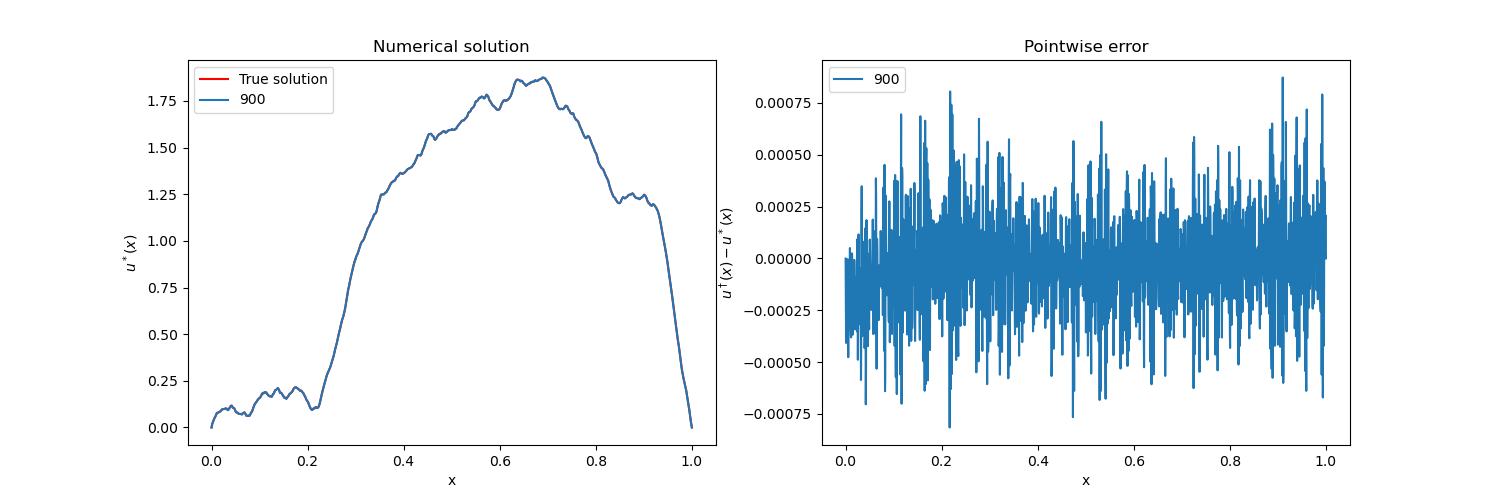 Numerical solution
True solution
900
1.75
1.50
1.25
1.00
0.75
0.50
0.25
0.00
u*(x)
0.0 0.2 0.4 0.6 0.8 1.0
x
Pointwise error
900
0.00075
0.00050
0.00025
0.00000
−0.00025
−0.00050
−0.00075
u†(x) − u*(x)
0.0 0.2 0.4 0.6 0.8 1.0
x